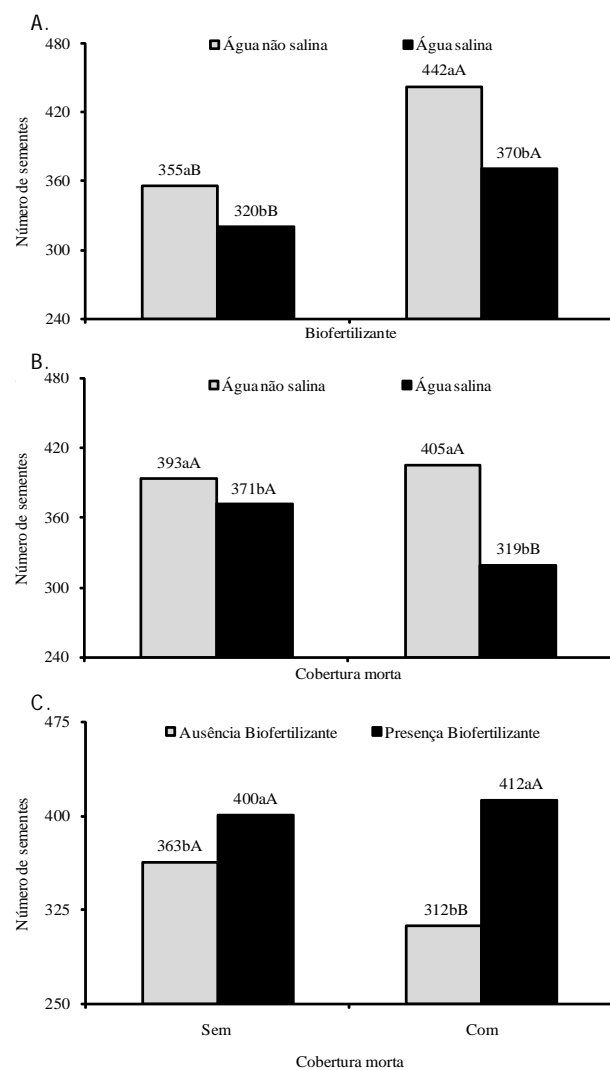 A.
480
420
360
300
240
Número de sementes
Água não salina
Água salina
355aB
320bB
442aA
370bA
Biofertilizante
B.
480
420
360
300
240
Número de sementes
Água não salina
Água salina
393aA
371bA
405aA
319bB
Cobertura morta
C.
475
400
325
250
Número de sementes
Ausência Biofertilizante
Presença Biofertilizante
363bA
400aA
312bB
412aA
Sem
Com
Cobertura morta